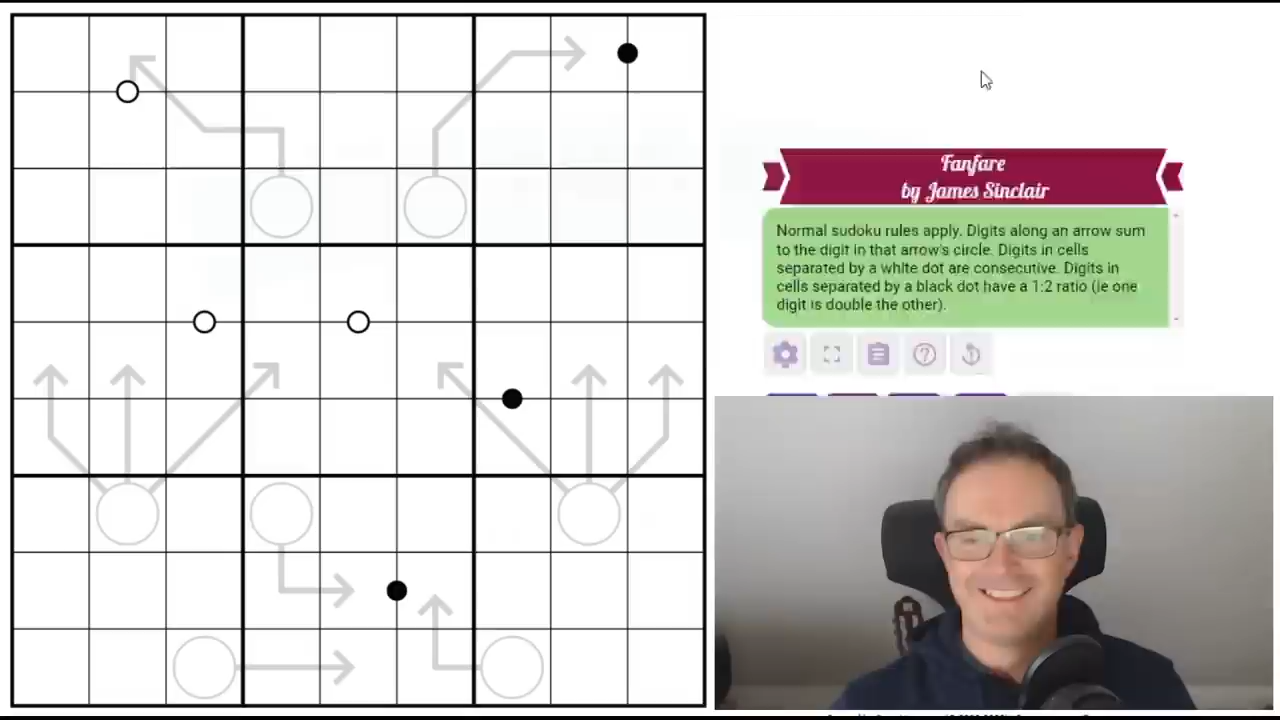 Fanfare
by James Sinclair
Normal sudoku rules apply. Digits along an arrow sum
to the digit in that arrow's circle. Digits in cells
separated by a white dot are consecutive. Digits in
cells separated by a black dot have a 1:2 ratio (ie one
digit is double the other).